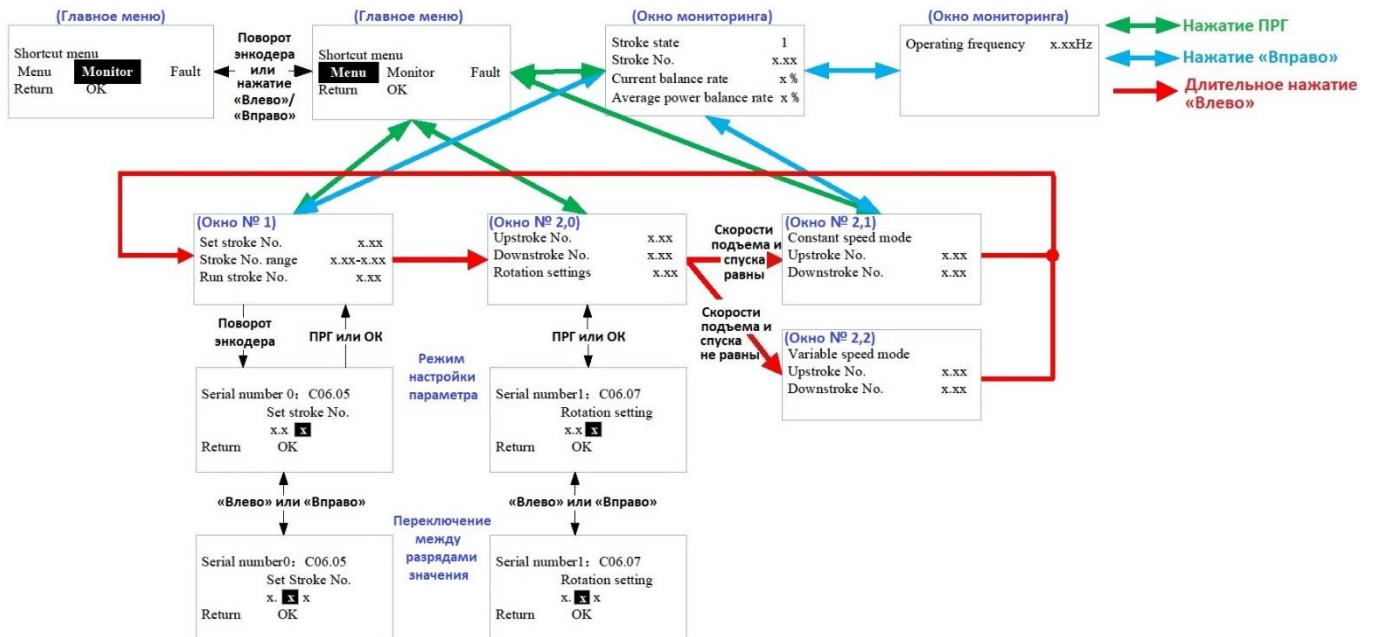 (Главное меню)
Shortcut menu
Menu Monitor Fault
Return OK
Поворот
энкодера
или
нажатие
«Влево»/
«Вправо»
(Главное меню)
Shortcut menu
Menu Monitor Fault
Return OK
(Окно мониторинга)
Stroke state 1
Stroke No. x.xx
Current balance rate x %
Average power balance rate x %
(Окно мониторинга)
Operating frequency x.xxHz
Нажатие ПРГ
Нажатие «Вправо»
Длительное нажатие
«Влево»
(Окно № 1)
Set stroke No. x.xx
Stroke No. range x.xx-x.xx
Run stroke No. x.xx
(Окно № 2,0)
Upstroke No. x.xx
Downstroke No. x.xx
Rotation settings x.xx
Скорости
подъема и
спуска
равны
(Окно № 2,1)
Constant speed mode
Upstroke No. x.xx
Downstroke No. x.xx
Скорости
подъема и
спуска
не равны
(Окно № 2,2)
Variable speed mode
Upstroke No. x.xx
Downstroke No. x.xx
Поворот
энкодера
ПРГ или ОК
Режим
настройки
параметра
ПРГ или ОК
Serial number 0: C06.05
Set stroke No.
x.x x
Return OK
Serial number1: C06.07
Rotation setting
x.x x
Return OK
«Влево» или «Вправо»
«Влево» или «Вправо»
Переключение
между
разрядами
значения
Serial number0: C06.05
Set Stroke No.
x. x x
Return OK
Serial number1: C06.07
Rotation setting
x. x x
Return OK